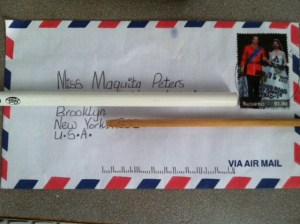 Miss Maquita Peters
Brooklyn
New York
U.S.A.
VIA AIR MAIL